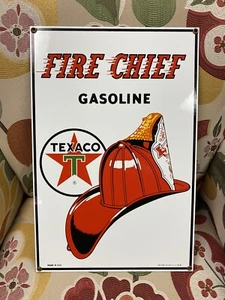 FIRE CHIEF
GASOLINE
TEXACO
T
®